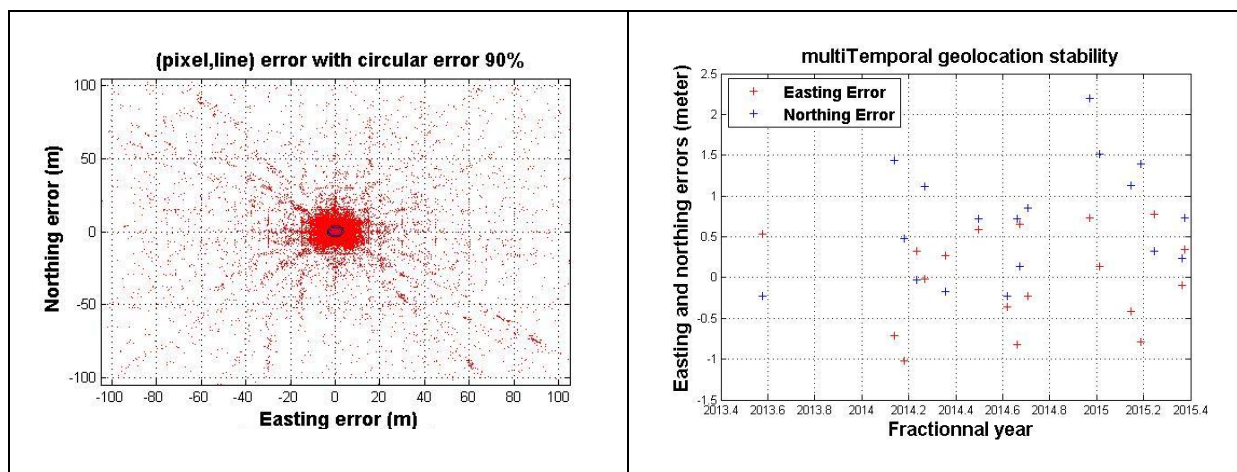 (pixel,line) error with circular error 90%
100
50
0
-50
-100
Northing error (m)
-100 -80 -60 -40 -20 0 20 40 60 80 100
Easting error (m)
multiTemporal geolocation stability
Easting Error
Northing Error
2.5
2
1.5
1
0.5
0
-0.5
-1
-1.5
Easting and northing errors (meter)
2013.4 2013.6 2013.8 2014 2014.2 2014.4 2014.6 2014.8 2015 2015.2 2015.4
Fractionnal year